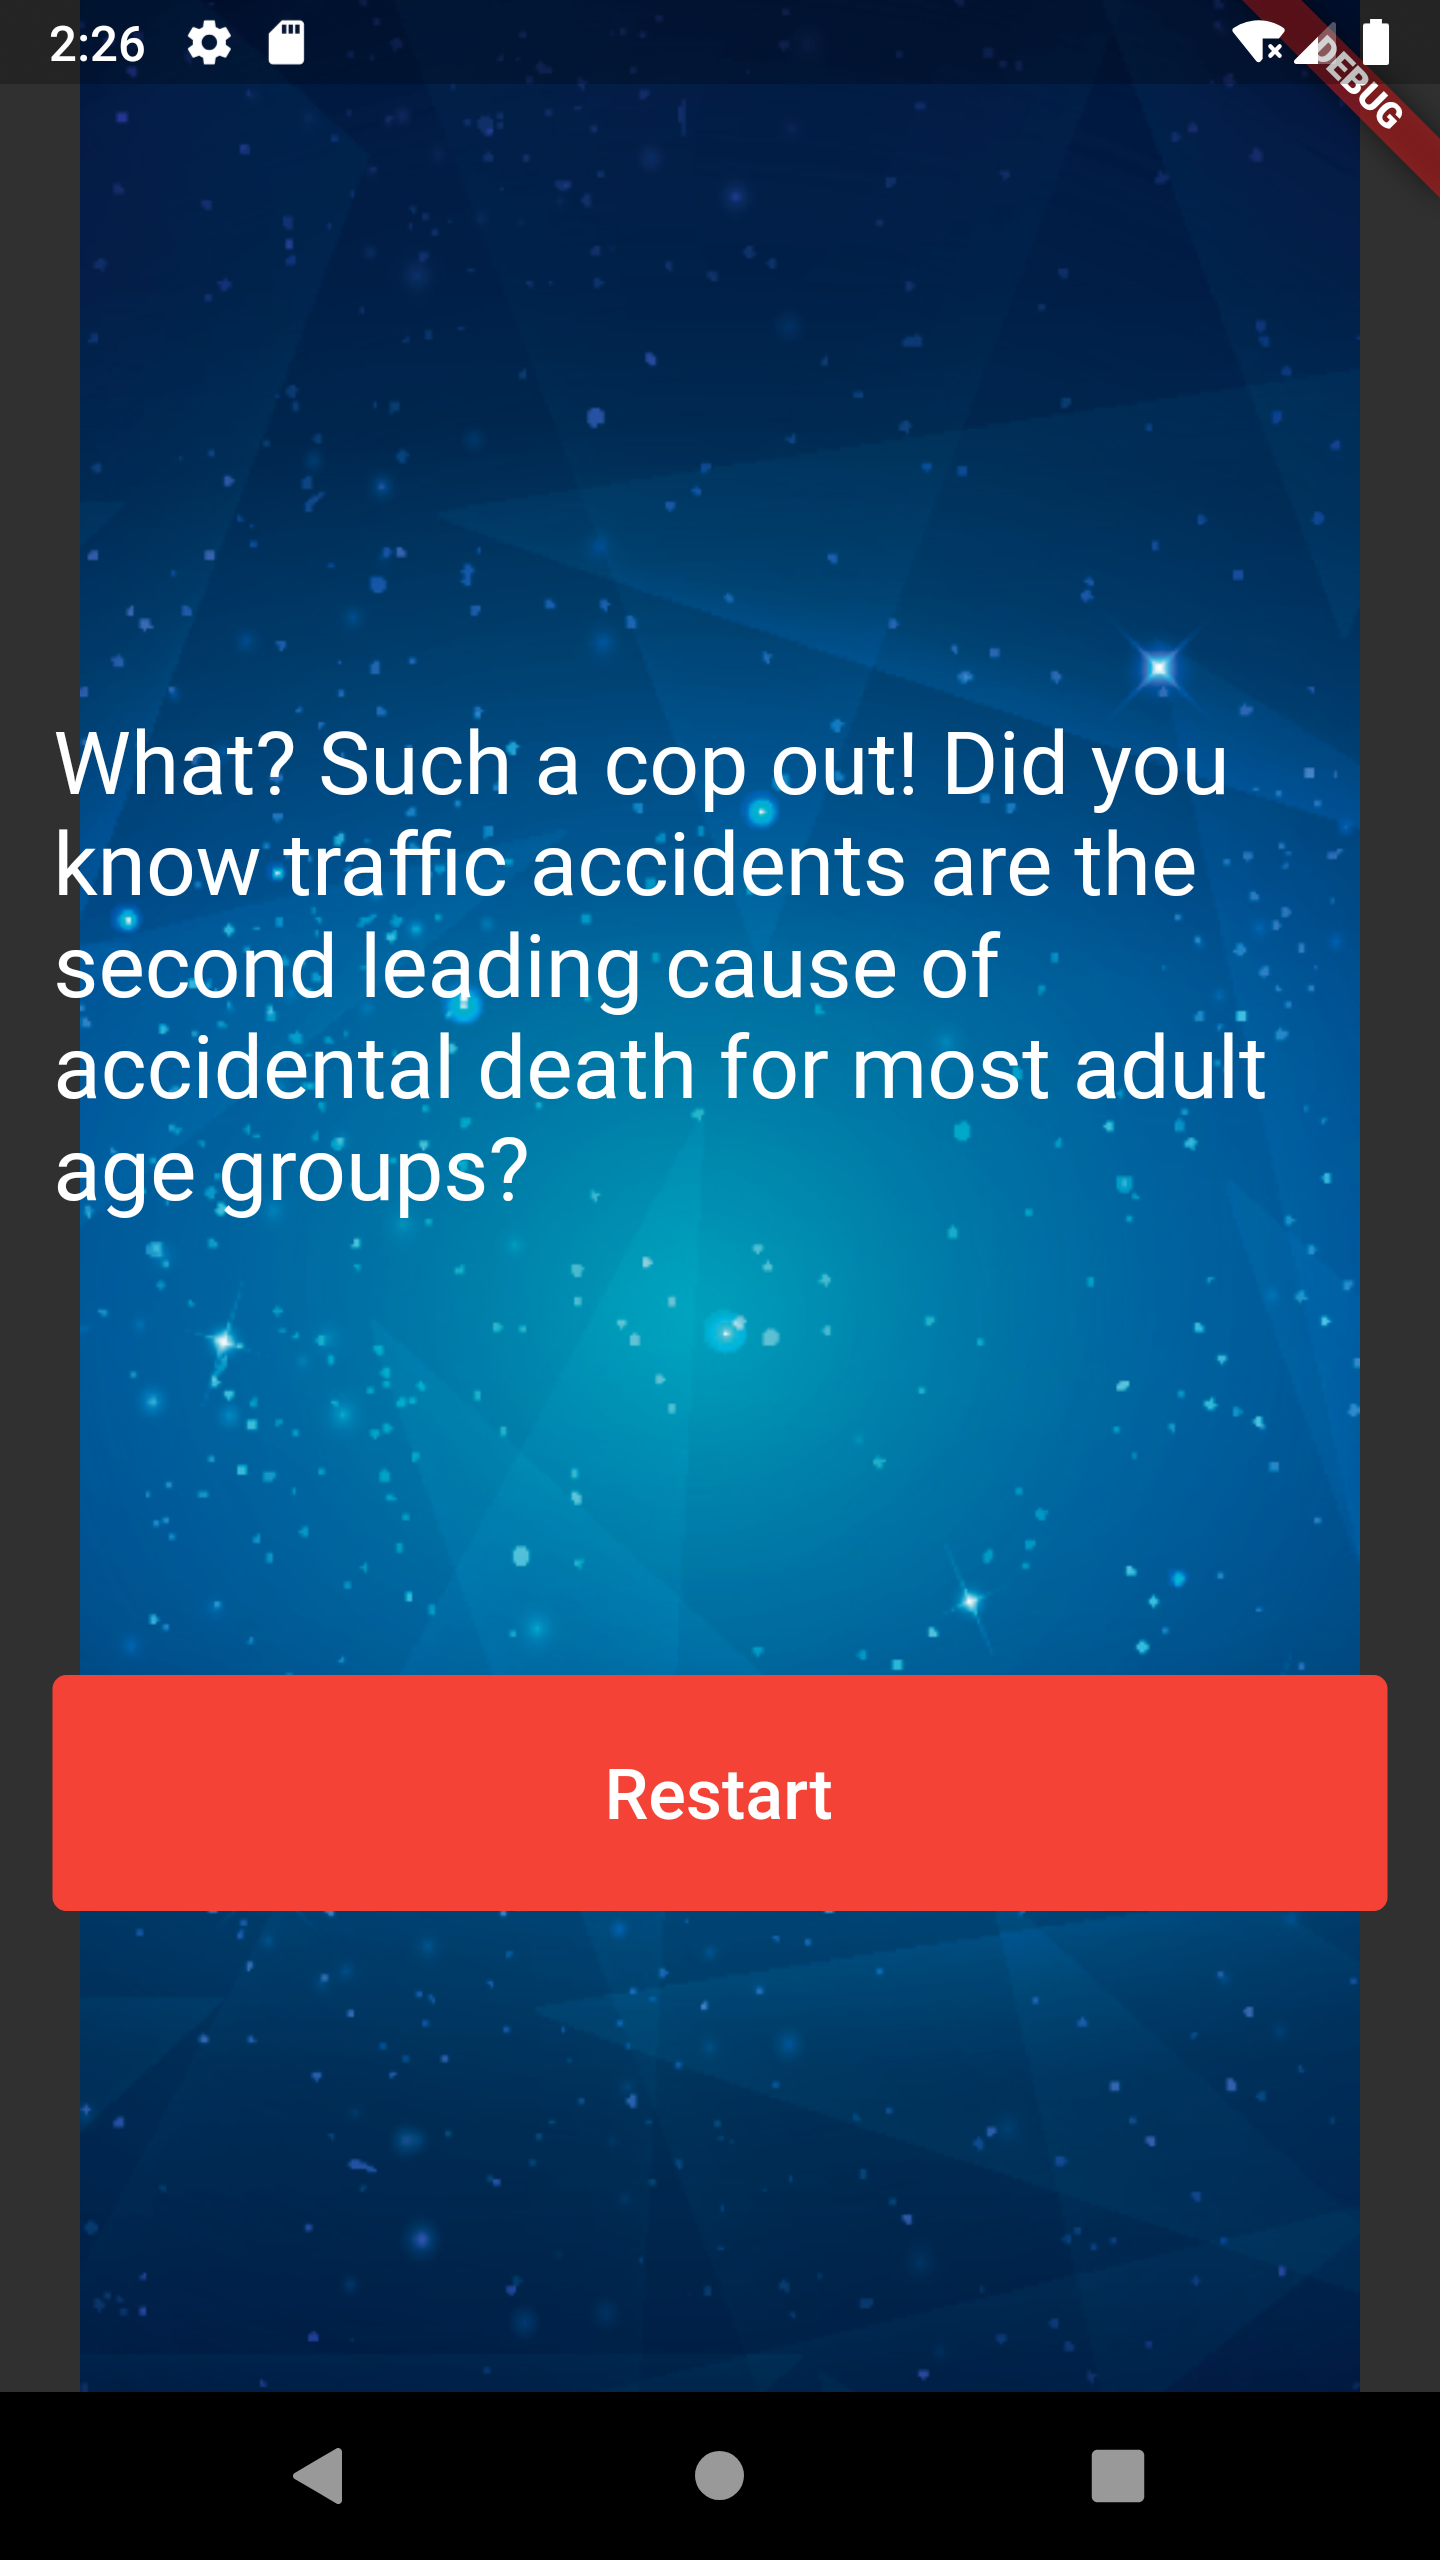 2:26
DEBUG
What? Such a cop out! Did you
know traffic accidents are the
second leading cause of
accidental death for most adult
age groups?
Restart